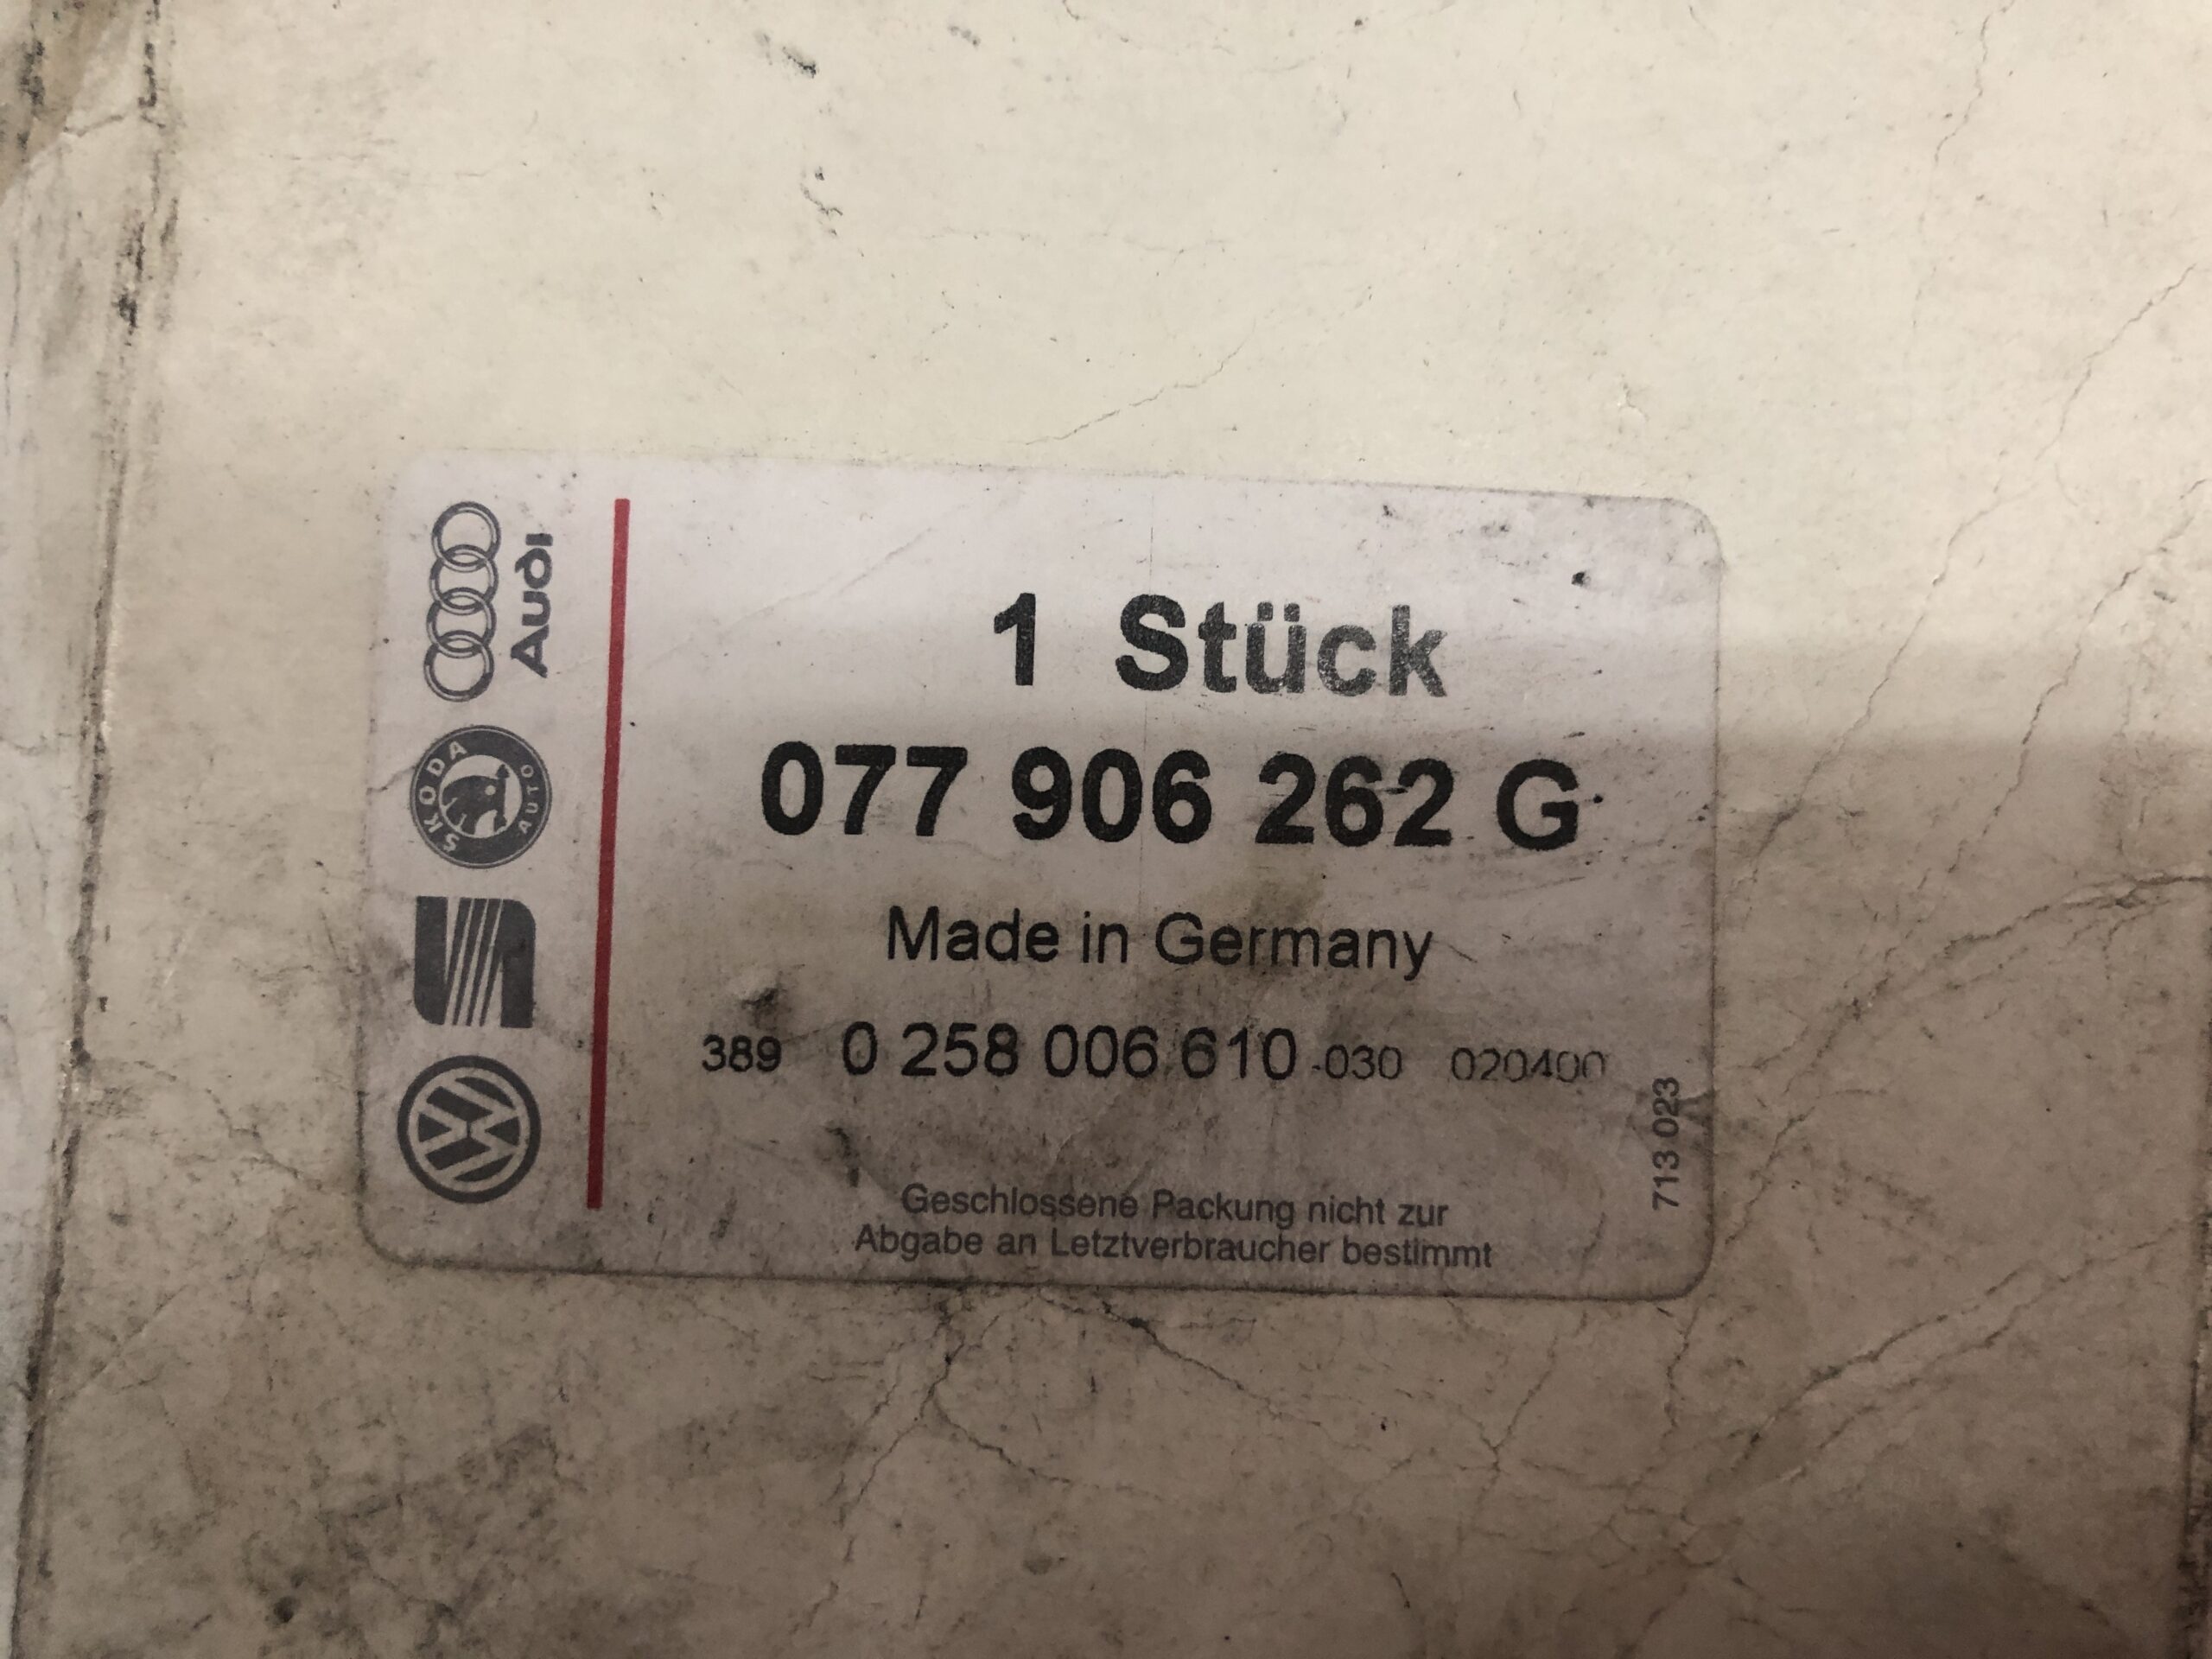 Audi
SKODA
AUTO
1 Stück
077 906 262 G
Made in Germany
389 0 258 006 610 -030 020400
713 023
Geschlossene Packung nicht zur
Abgabe an Letztverbraucher bestimmt